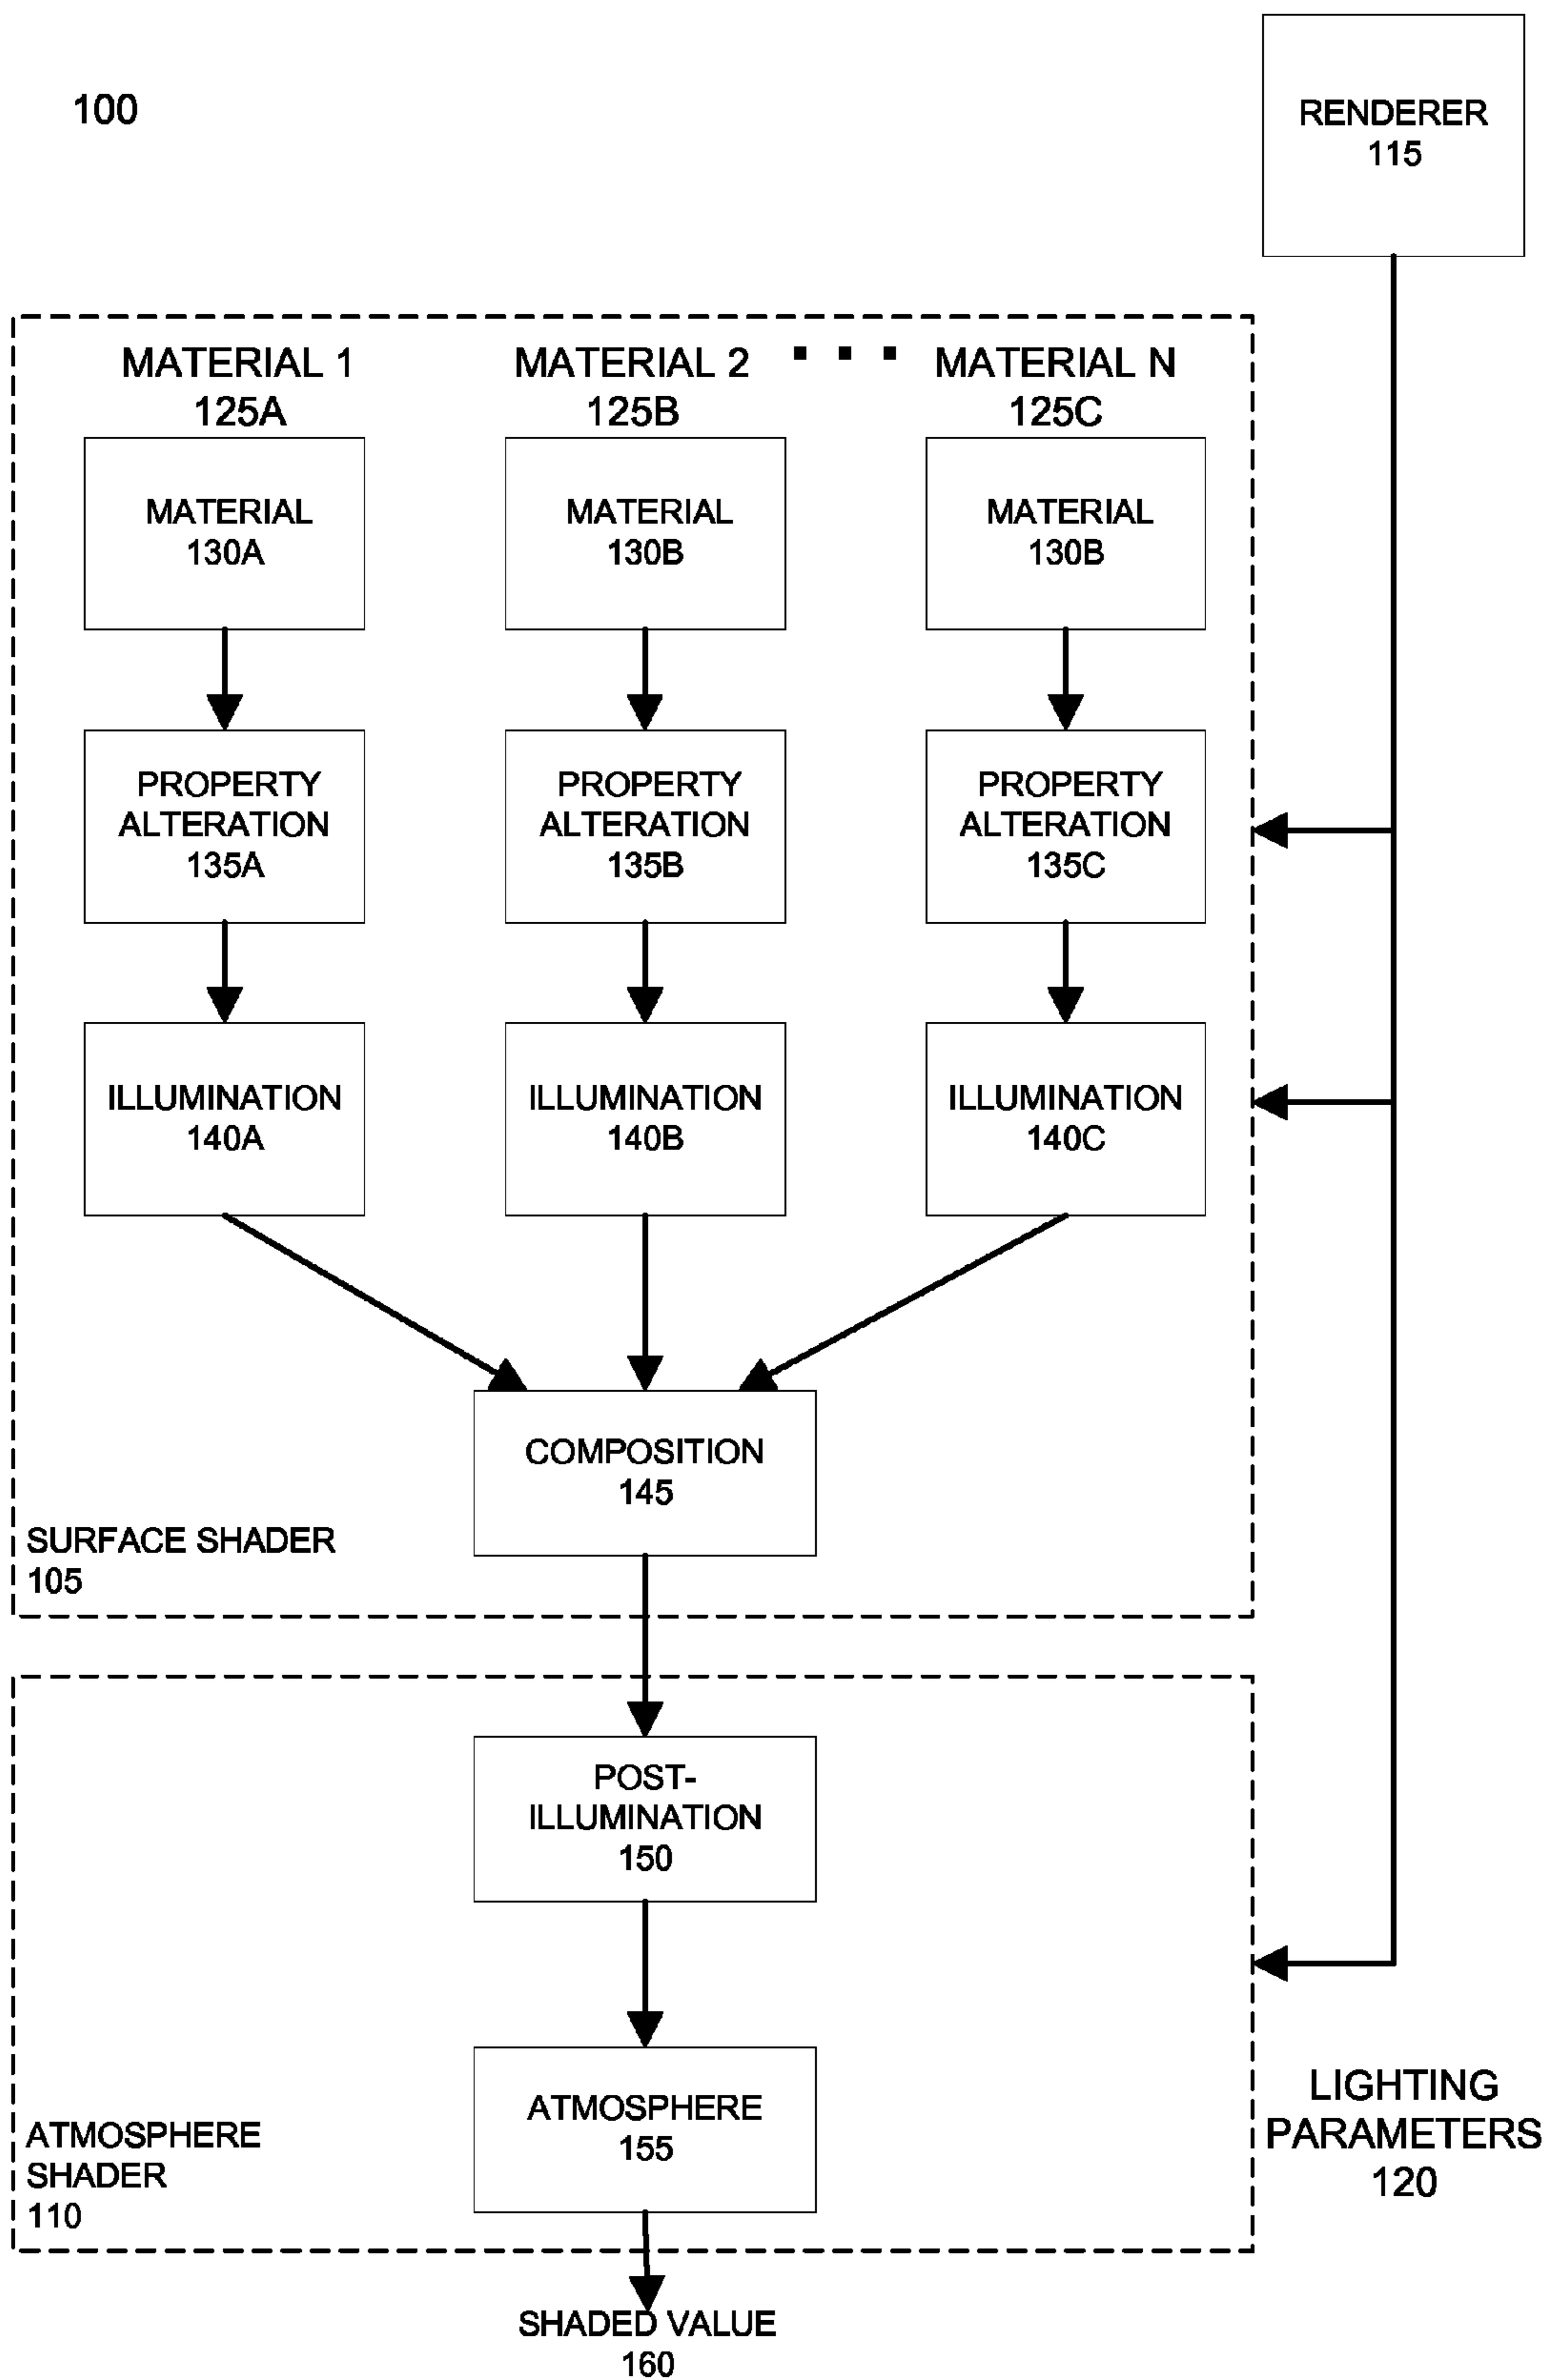 100
RENDERER
115
MATERIAL 1
125A
MATERIAL 2
125B
MATERIAL N
125C
MATERIAL
130A
MATERIAL
130B
MATERIAL
130B
PROPERTY
ALTERATION
135A
PROPERTY
ALTERATION
135B
PROPERTY
ALTERATION
135C
ILLUMINATION
140A
ILLUMINATION
140B
ILLUMINATION
140C
COMPOSITION
145
SURFACE SHADER
105
POST-
ILLUMINATION
150
ATMOSPHERE
155
ATMOSPHERE
SHADER
110
LIGHTING
PARAMETERS
120
SHADED VALUE
160